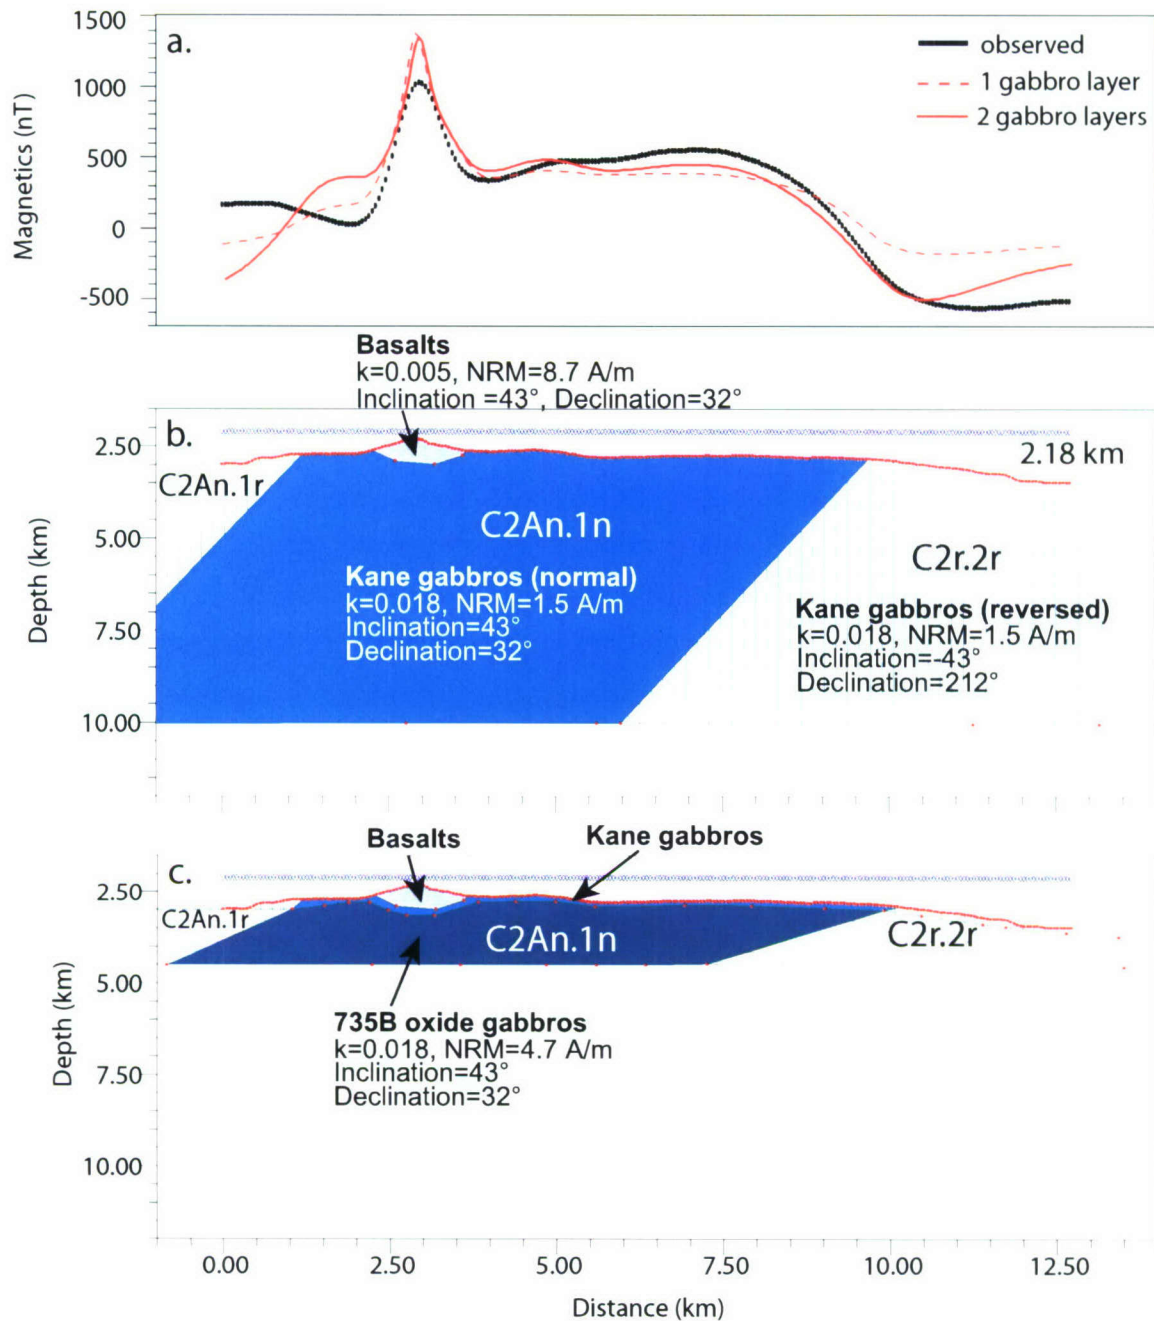 1500
a.
observed
1000
1 gabbro layer
2 gabbro layers
Magnetics (nT)
500
0
-500
Basalts
k=0.005, NRM=8.7 A/m
Inclination =43°, Declination=32°
b.
2.50
2.18 km
C2An.1r
C2An.1n
5.00
C2r.2r
Depth (km)
Kane gabbros (normal)
k=0.018, NRM=1.5 A/m
Inclination=43°
Declination=32°
7.50
Kane gabbros (reversed)
k=0.018, NRM=1.5 A/m
Inclination=-43°
Declination=212°
10.00
Basalts
Kane gabbros
c.
2.50
C2An.1r
C2An.1n
C2r.2r
5.00
Depth (km)
735B oxide gabbros
k=0.018, NRM=4.7 A/m
Inclination=43°
Declination=32°
7.50
10.00
0.00 2.50 5.00 7.50 10.00 12.50
Distance (km)